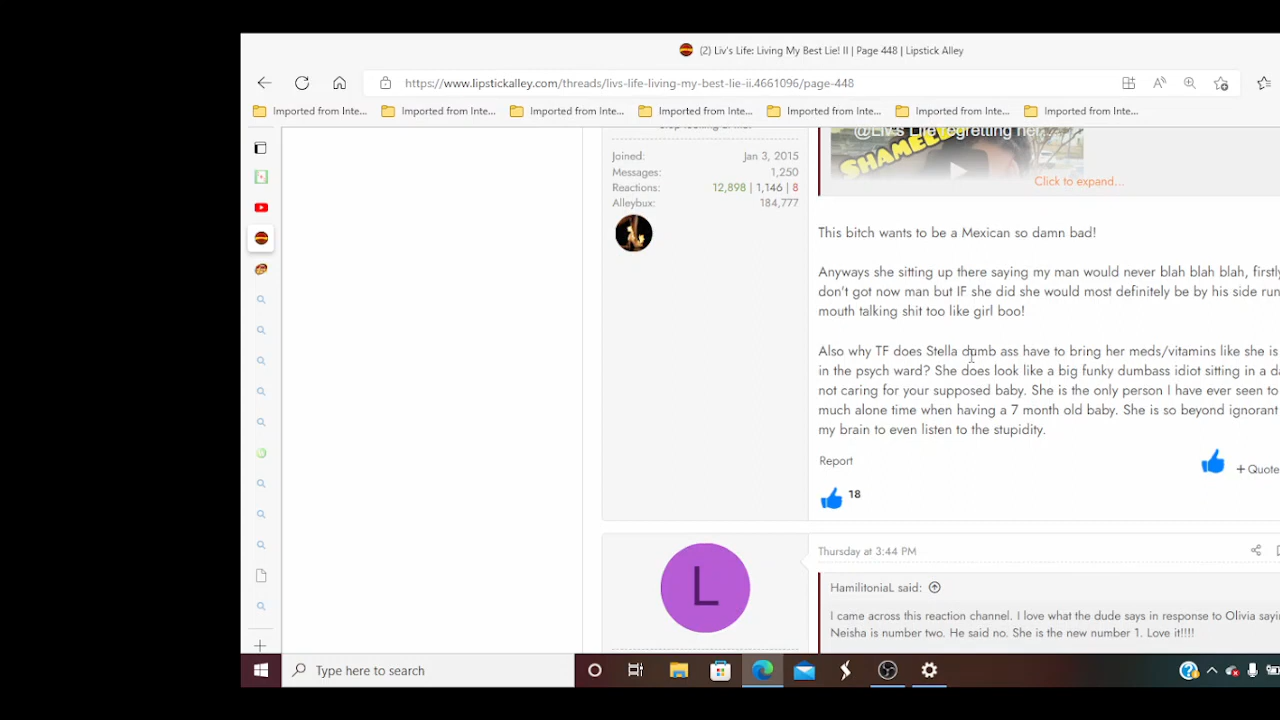 (2) Liv's Life: Living My Best Lie! II | Page 448 | Lipstick Alley
https://www.lipstickalley.com/threads/livs-life-living-my-best-lie-ii.4661096/page-448
Imported from Inte... Imported from Inte... Imported from Inte... Imported from Inte... Imported from Inte... Imported from Inte... Imported from Inte...
@Liv's Life regretting her...
SHAMELE
Click to expand...
Joined: Jan 3, 2015
Messages: 1,250
Reactions: 12,898 | 1,146 | 8
Alleybux: 184,777
This bitch wants to be a Mexican so damn bad!
Anyways she sitting up there saying my man would never blah blah blah, firstly
don't got now man but IF she did she would most definitely be by his side run
mouth talking shit too like girl boo!
Also why TF does Stella dumb ass have to bring her meds/vitamins like she is
in the psych ward? She does look like a big funky dumbass idiot sitting in a da
not caring for your supposed baby. She is the only person I have ever seen to
much alone time when having a 7 month old baby. She is so beyond ignorant
my brain to even listen to the stupidity.
Report
+ Quote
18
L
Thursday at 3:44 PM
HamilitoniaL said:
I came across this reaction channel. I love what the dude says in response to Olivia sayi
Neisha is number two. He said no. She is the new number 1. Love it!!!!
Type here to search